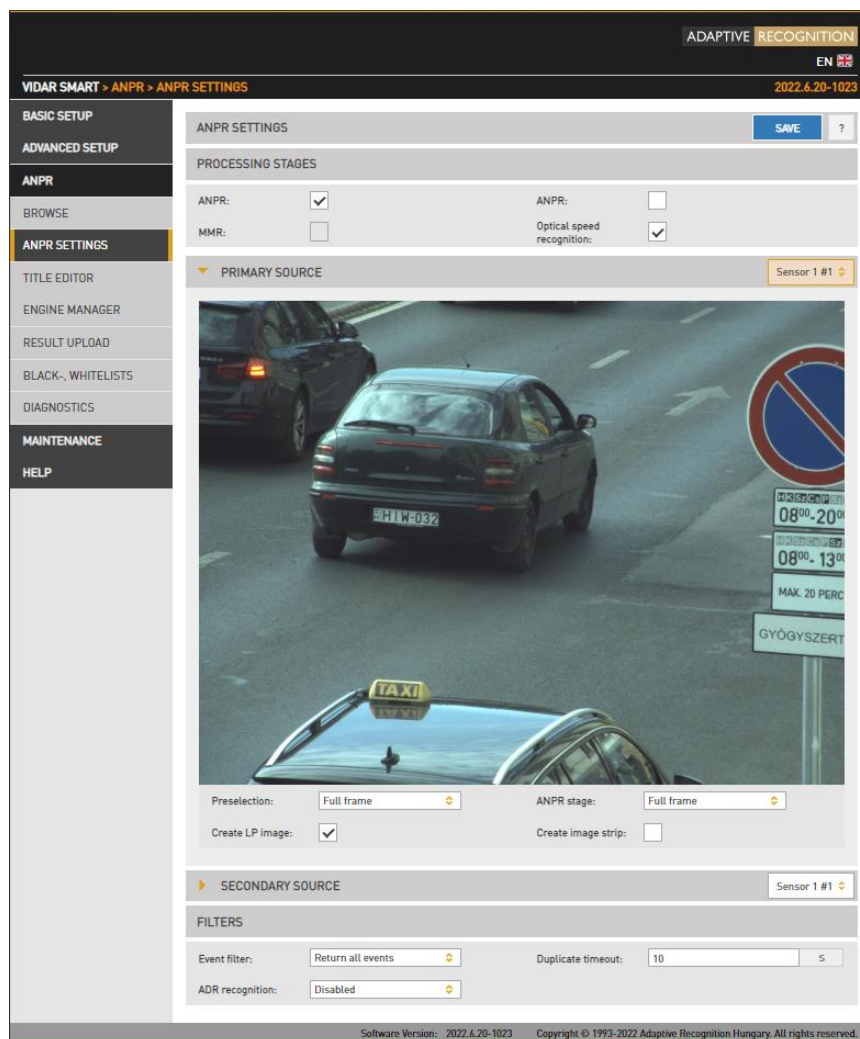 ADAPTIVE RECOGNITION
EN
VIDAR SMART > ANPR > ANPR SETTINGS 2022.6.20-1023
BASIC SETUP
ADVANCED SETUP
ANPR
BROWSE
ANPR SETTINGS
TITLE EDITOR
ENGINE MANAGER
RESULT UPLOAD
BLACK-, WHITELISTS
DIAGNOSTICS
MAINTENANCE
HELP
ANPR SETTINGS SAVE ?
PROCESSING STAGES
ANPR: ANPR:
MMR: Optical speed
recognition:
PRIMARY SOURCE Sensor 1 #1
HIW-032
08⁰⁰-20⁰⁰
08⁰⁰-13⁰⁰
MAX. 20 PERC
GYÓGYSZERT
TAXI
Preselection: Full frame ANPR stage: Full frame
Create LP image: Create image strip:
SECONDARY SOURCE Sensor 1 #1
FILTERS
Event filter: Return all events Duplicate timeout: 10 S
ADR recognition: Disabled
Software Version: 2022.6.20-1023 Copyright © 1993-2022 Adaptive Recognition Hungary. All rights reserved.